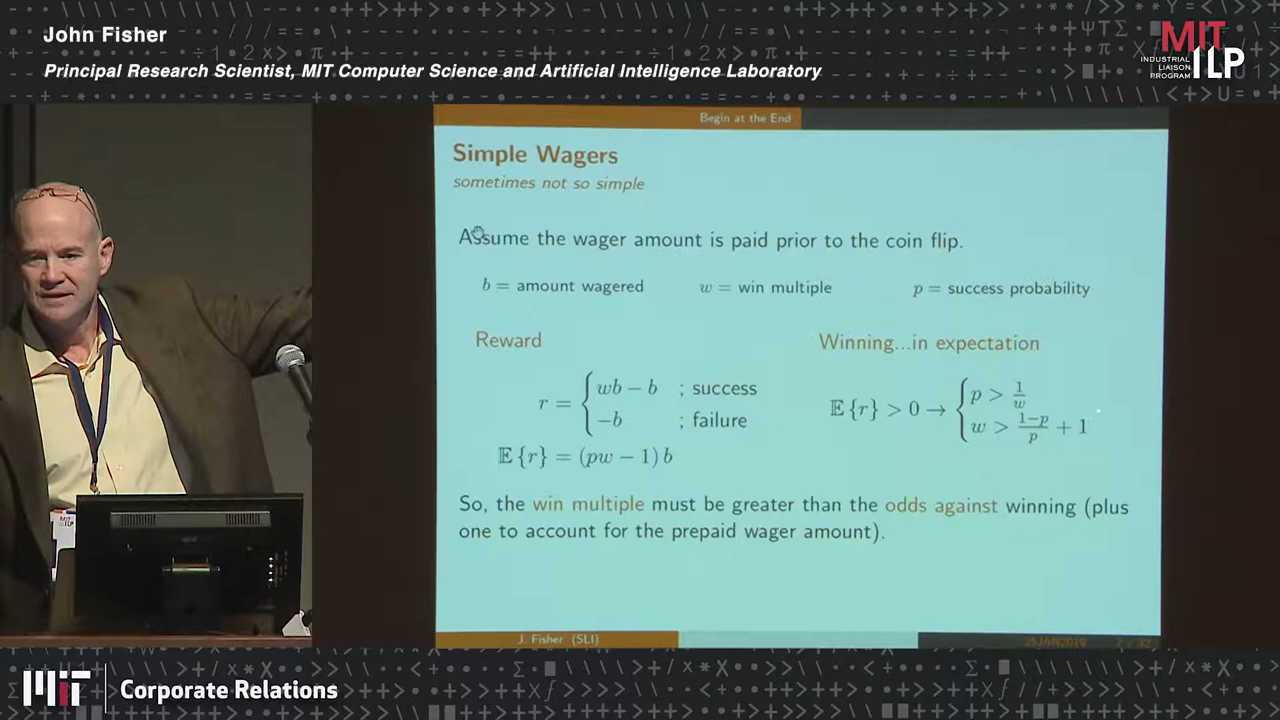 John Fisher
Principal Research Scientist, MIT Computer Science and Artificial Intelligence Laboratory
MIT
INDUSTRIAL
LIAISON
PROGRAM
ILP
Begin at the End
Simple Wagers
sometimes not so simple
Assume the wager amount is paid prior to the coin flip.
b = amount wagered w = win multiple p = success probability
Reward Winning...in expectation
r = { wb − b ; success
−b ; failure
𝔼{r} > 0 → { p > 1/w
w > (1−p)/p + 1
𝔼{r} = (pw − 1) b
So, the win multiple must be greater than the odds against winning (plus
one to account for the prepaid wager amount).
J. Fisher (SLI) 25JAN2019
MIT Corporate Relations